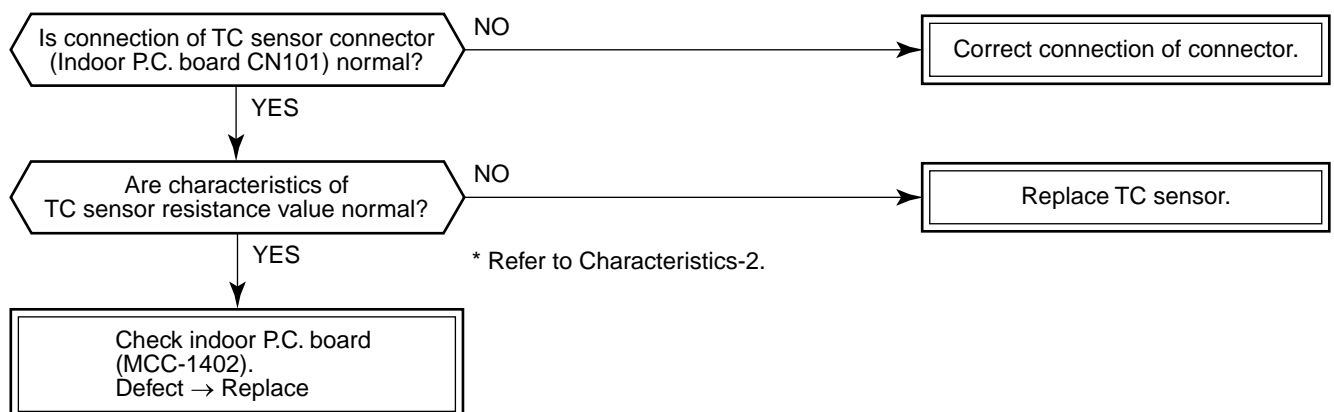 Is connection of TC sensor connector
(Indoor P.C. board CN101) normal?
NO
Correct connection of connector.
YES
Are characteristics of
TC sensor resistance value normal?
NO
Replace TC sensor.
YES
* Refer to Characteristics-2.
Check indoor P.C. board
(MCC-1402).
Defect → Replace